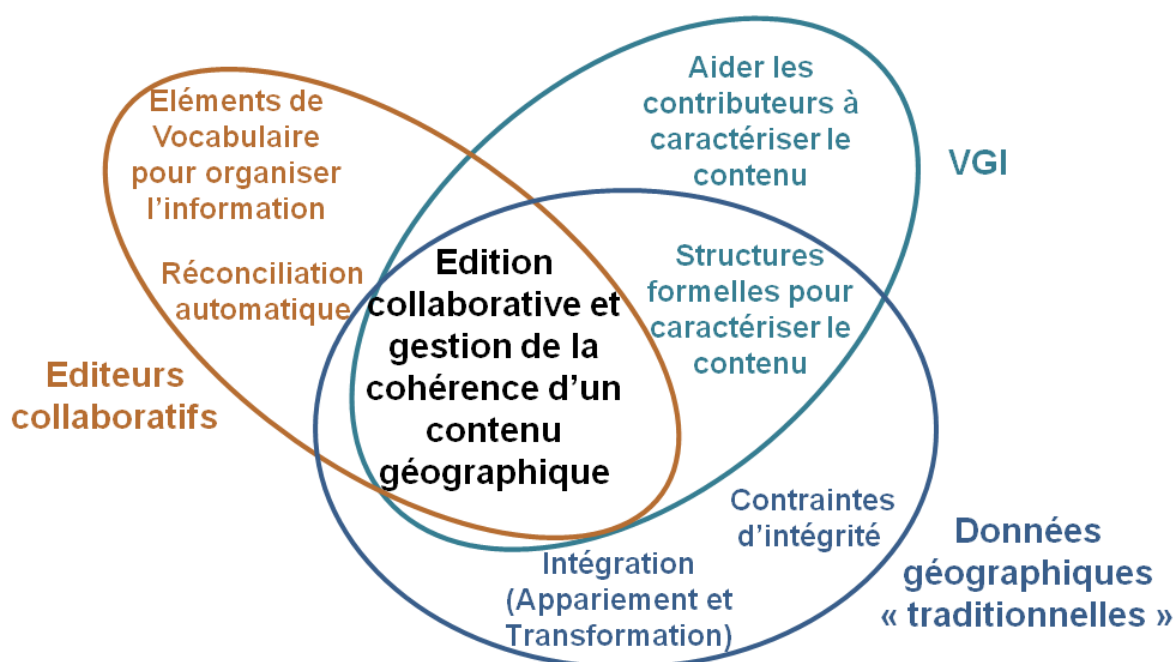 Eléments de
Vocabulaire
pour organiser
l'information
Réconciliation
automatique
Editeurs
collaboratifs
Aider les
contributeurs à
caractériser le
contenu
VGI
Edition
collaborative et
gestion de la
cohérence d'un
contenu
géographique
Structures
formelles pour
caractériser le
contenu
Contraintes
d'intégrité
Intégration
(Appariement et
Transformation)
Données
géographiques
« traditionnelles »